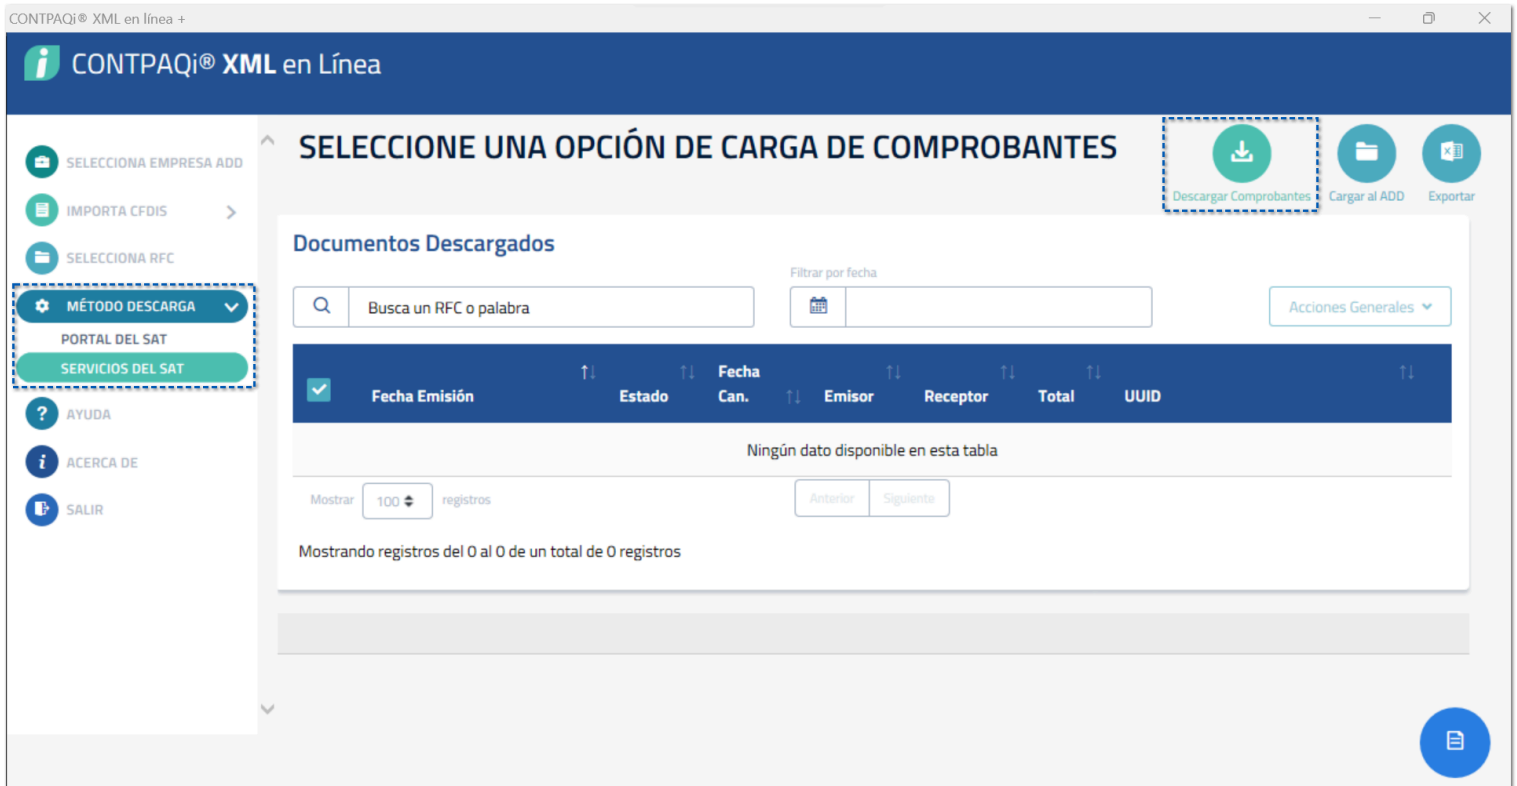 CONTPAQi® XML en línea +
CONTPAQi® XML en Línea
SELECCIONA EMPRESA ADD
IMPORTA CFDIS
SELECCIONA RFC
MÉTODO DESCARGA
PORTAL DEL SAT
SERVICIOS DEL SAT
AYUDA
ACERCA DE
SALIR
SELECCIONE UNA OPCIÓN DE CARGA DE COMPROBANTES
Descargar Comprobantes
Cargar al ADD
Exportar
Documentos Descargados
Filtrar por fecha
Busca un RFC o palabra
Acciones Generales
Fecha Emisión
Estado
Fecha
Can.
Emisor
Receptor
Total
UUID
Ningún dato disponible en esta tabla
Mostrar 100 registros
Anterior Siguiente
Mostrando registros del 0 al 0 de un total de 0 registros